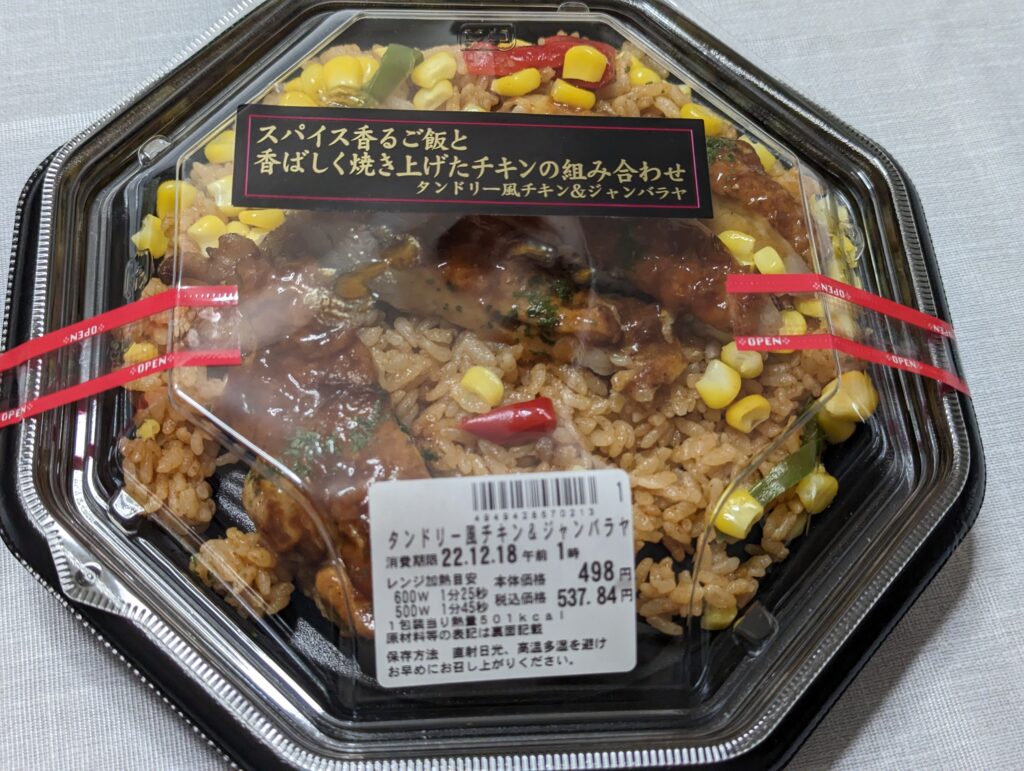 スパイス香るご飯と
香ばしく焼き上げたチキンの組み合わせ
タンドリー風チキン&ジャンバラヤ
OPEN OPEN
OPEN OPEN
OPEN
OPEN
1
4949428670213
タンドリー風チキン&ジャンバラヤ
消費期限 22.12.18 午前 1時
レンジ加熱目安 本体価格 498円
600W 1分25秒 税込価格 537.84円
500W 1分45秒
1包装当り熱量501kcal
原材料等の表記は裏面記載
保存方法 直射日光、高温多湿を避け
お早めにお召し上がりください。